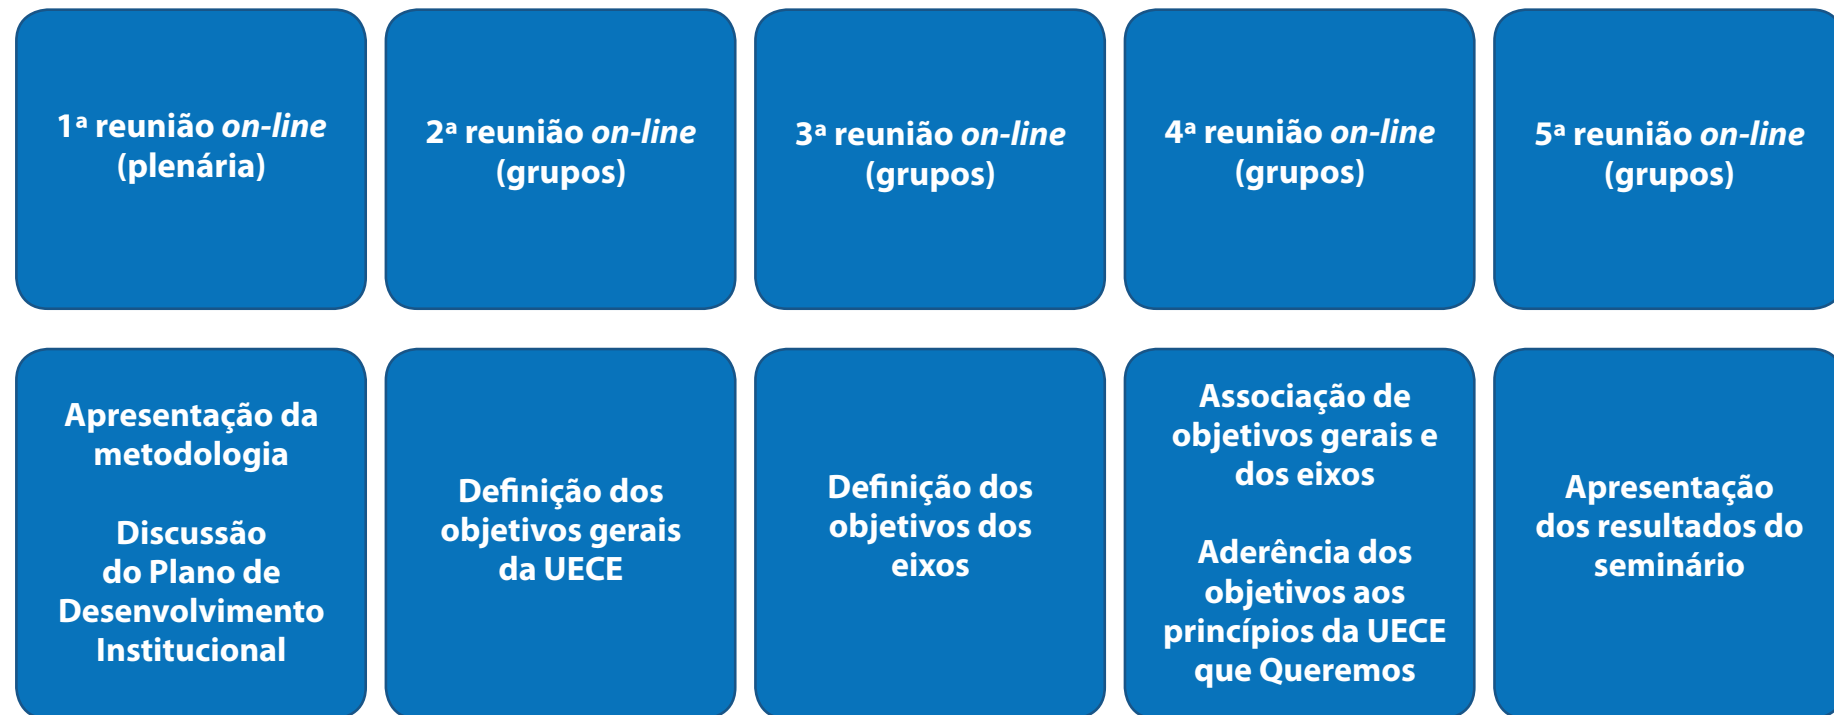 1ª reunião on-line
(plenária)
2ª reunião on-line
(grupos)
3ª reunião on-line
(grupos)
4ª reunião on-line
(grupos)
5ª reunião on-line
(grupos)
Apresentação da
metodologia
Discussão
do Plano de
Desenvolvimento
Institucional
Definição dos
objetivos gerais
da UECE
Definição dos
objetivos dos
eixos
Associação de
objetivos gerais e
dos eixos
Aderência dos
objetivos aos
princípios da UECE
que Queremos
Apresentação
dos resultados do
seminário